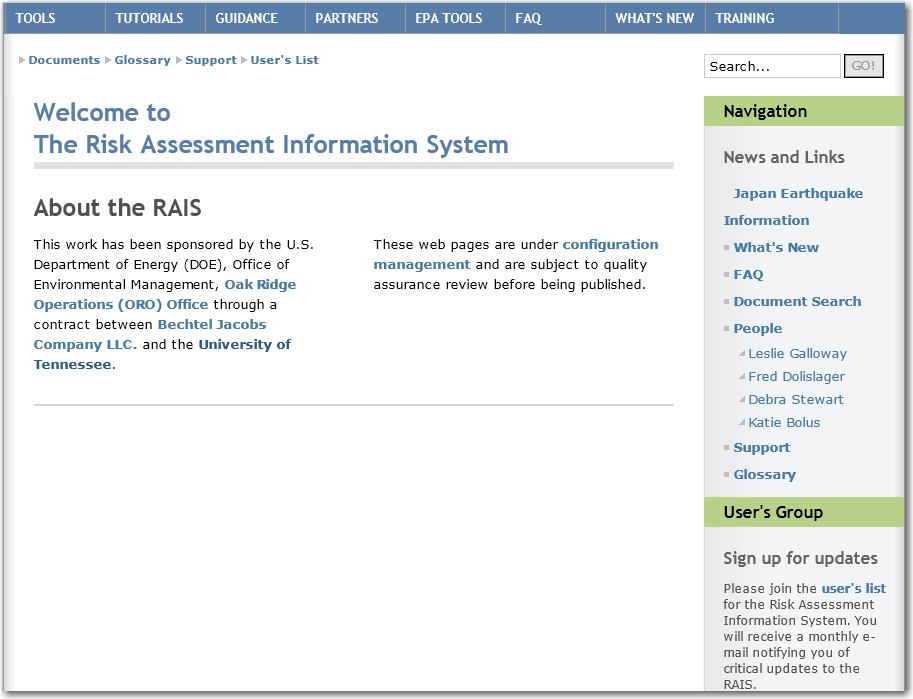 TOOLS TUTORIALS GUIDANCE PARTNERS EPA TOOLS FAQ WHAT'S NEW TRAINING
Documents Glossary Support User's List
Search... GO!
Welcome to
The Risk Assessment Information System
About the RAIS
This work has been sponsored by the U.S.
Department of Energy (DOE), Office of
Environmental Management, Oak Ridge
Operations (ORO) Office through a
contract between Bechtel Jacobs
Company LLC. and the University of
Tennessee.
These web pages are under configuration
management and are subject to quality
assurance review before being published.
Navigation
News and Links
Japan Earthquake
Information
What's New
FAQ
Document Search
People
Leslie Galloway
Fred Dolislager
Debra Stewart
Katie Bolus
Support
Glossary
User's Group
Sign up for updates
Please join the user's list
for the Risk Assessment
Information System. You
will receive a monthly e-
mail notifying you of
critical updates to the
RAIS.